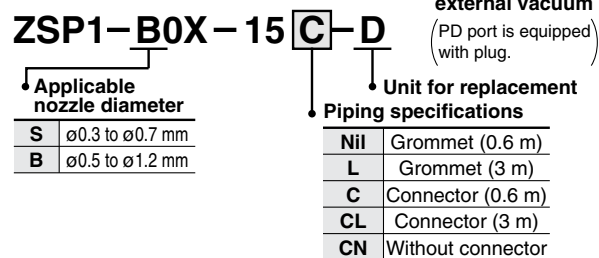 external vacuum
(PD port is equipped
with plug.)
ZSP1-B0X-15 C-D
Applicable
nozzle diameter
S ø0.3 to ø0.7 mm
B ø0.5 to ø1.2 mm
Unit for replacement
Piping specifications
Nil Grommet (0.6 m)
L Grommet (3 m)
C Connector (0.6 m)
CL Connector (3 m)
CN Without connector